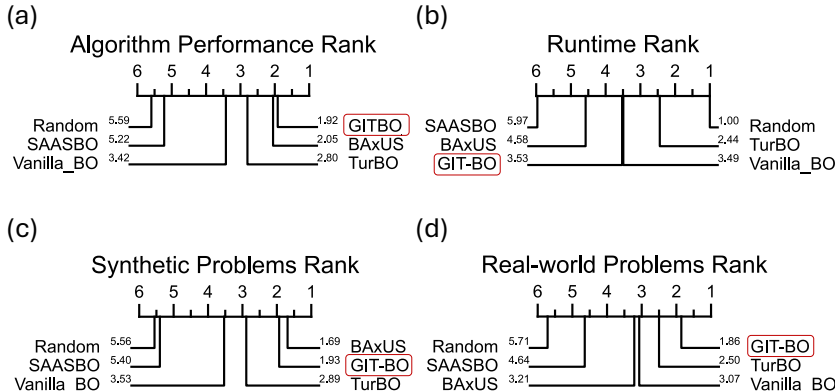 (a)
Algorithm Performance Rank
6 5 4 3 2 1
Random 5.59 1.92 GITBO
SAASBO 5.22 2.05 BAxUS
Vanilla_BO 3.42 2.80 TurBO
(b)
Runtime Rank
6 5 4 3 2 1
SAASBO 5.97 1.00 Random
BAxUS 4.58 2.44 TurBO
GIT-BO 3.53 3.49 Vanilla_BO
(c)
Synthetic Problems Rank
6 5 4 3 2 1
Random 5.56 1.69 BAxUS
SAASBO 5.40 1.93 GIT-BO
Vanilla_BO 3.53 2.89 TurBO
(d)
Real-world Problems Rank
6 5 4 3 2 1
Random 5.71 1.86 GIT-BO
SAASBO 4.64 2.50 TurBO
BAxUS 3.21 3.07 Vanilla_BO